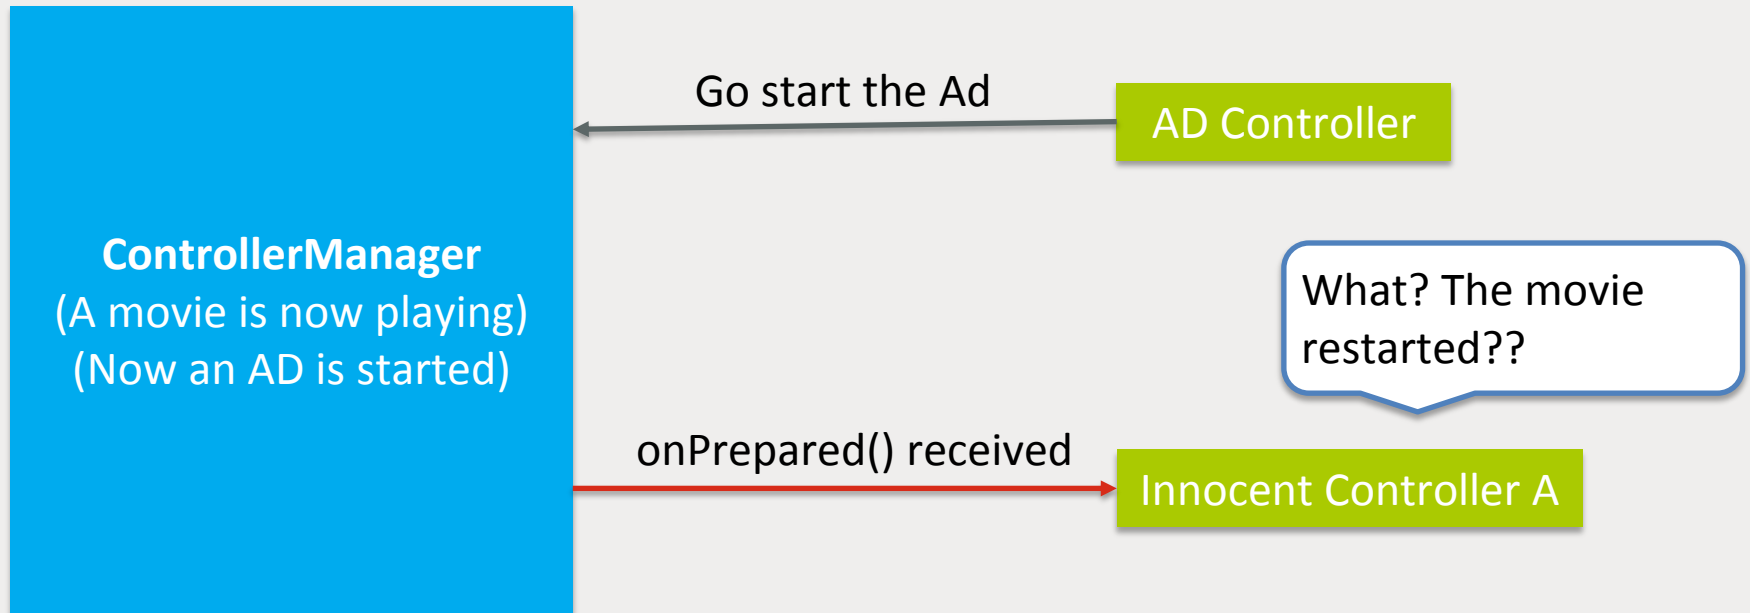 Go start the Ad
AD Controller
ControllerManager
(A movie is now playing)
(Now an AD is started)
What? The movie
restarted??
onPrepared() received
Innocent Controller A